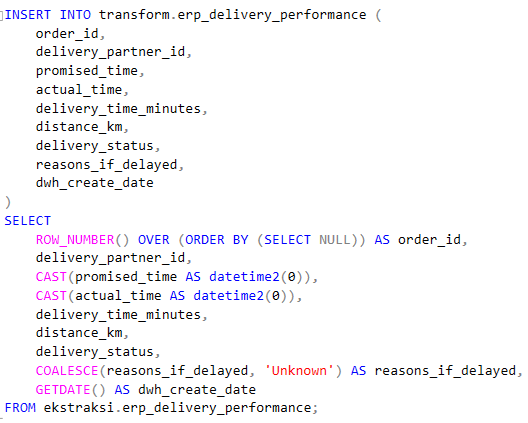 INSERT INTO transform.erp_delivery_performance (
    order_id,
    delivery_partner_id,
    promised_time,
    actual_time,
    delivery_time_minutes,
    distance_km,
    delivery_status,
    reasons_if_delayed,
    dwh_create_date
)
SELECT
    ROW_NUMBER() OVER (ORDER BY (SELECT NULL)) AS order_id,
    delivery_partner_id,
    CAST(promised_time AS datetime2(0)),
    CAST(actual_time AS datetime2(0)),
    delivery_time_minutes,
    distance_km,
    delivery_status,
    COALESCE(reasons_if_delayed, 'Unknown') AS reasons_if_delayed,
    GETDATE() AS dwh_create_date
FROM ekstraksi.erp_delivery_performance;